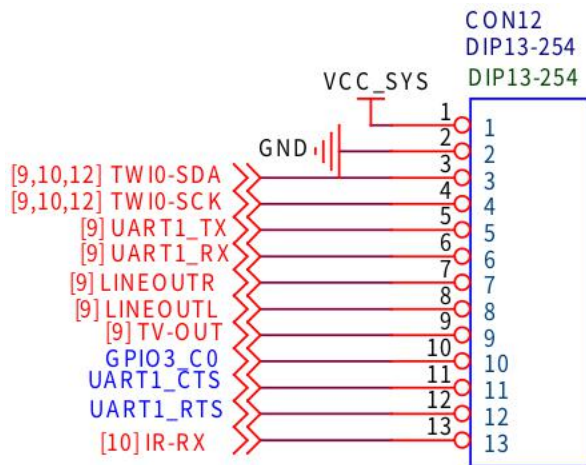 CON12
DIP13-254
DIP13-254
VCC_SYS
1 1
GND 2 2
[9,10,12] TWI0-SDA 3 3
[9,10,12] TWI0-SCK 4 4
[9] UART1_TX 5 5
[9] UART1_RX 6 6
[9] LINEOUTR 7 7
[9] LINEOUTL 8 8
[9] TV-OUT 9 9
GPIO3_C0 10 10
UART1_CTS 11 11
UART1_RTS 12 12
[10] IR-RX 13 13